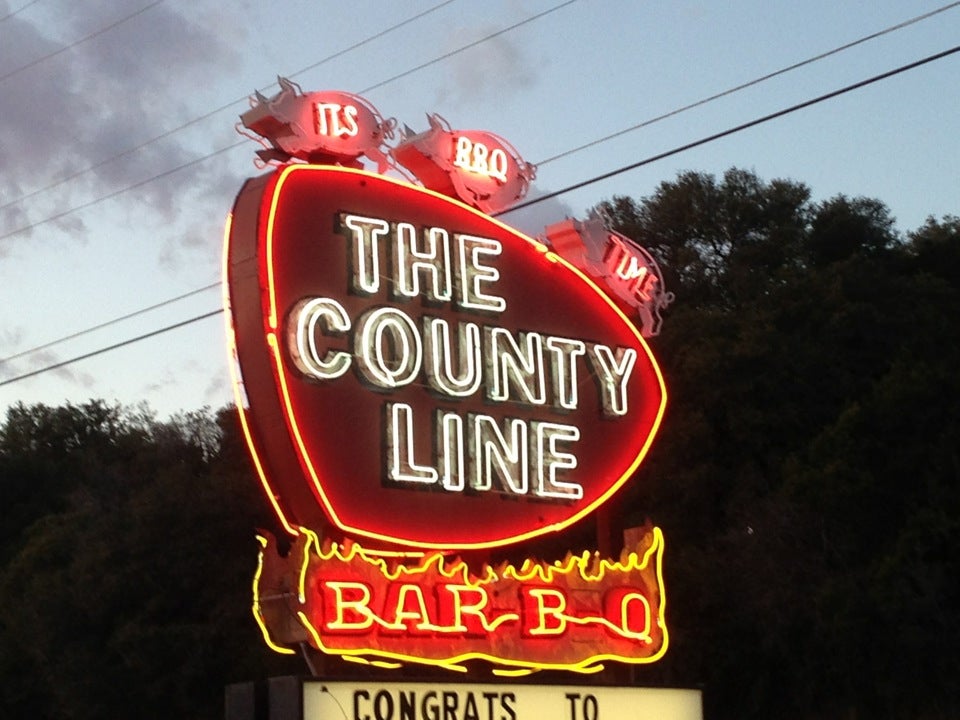 ITS
BBQ
TIME
THE
COUNTY
LINE
BAR-B-Q
CONGRATS TO